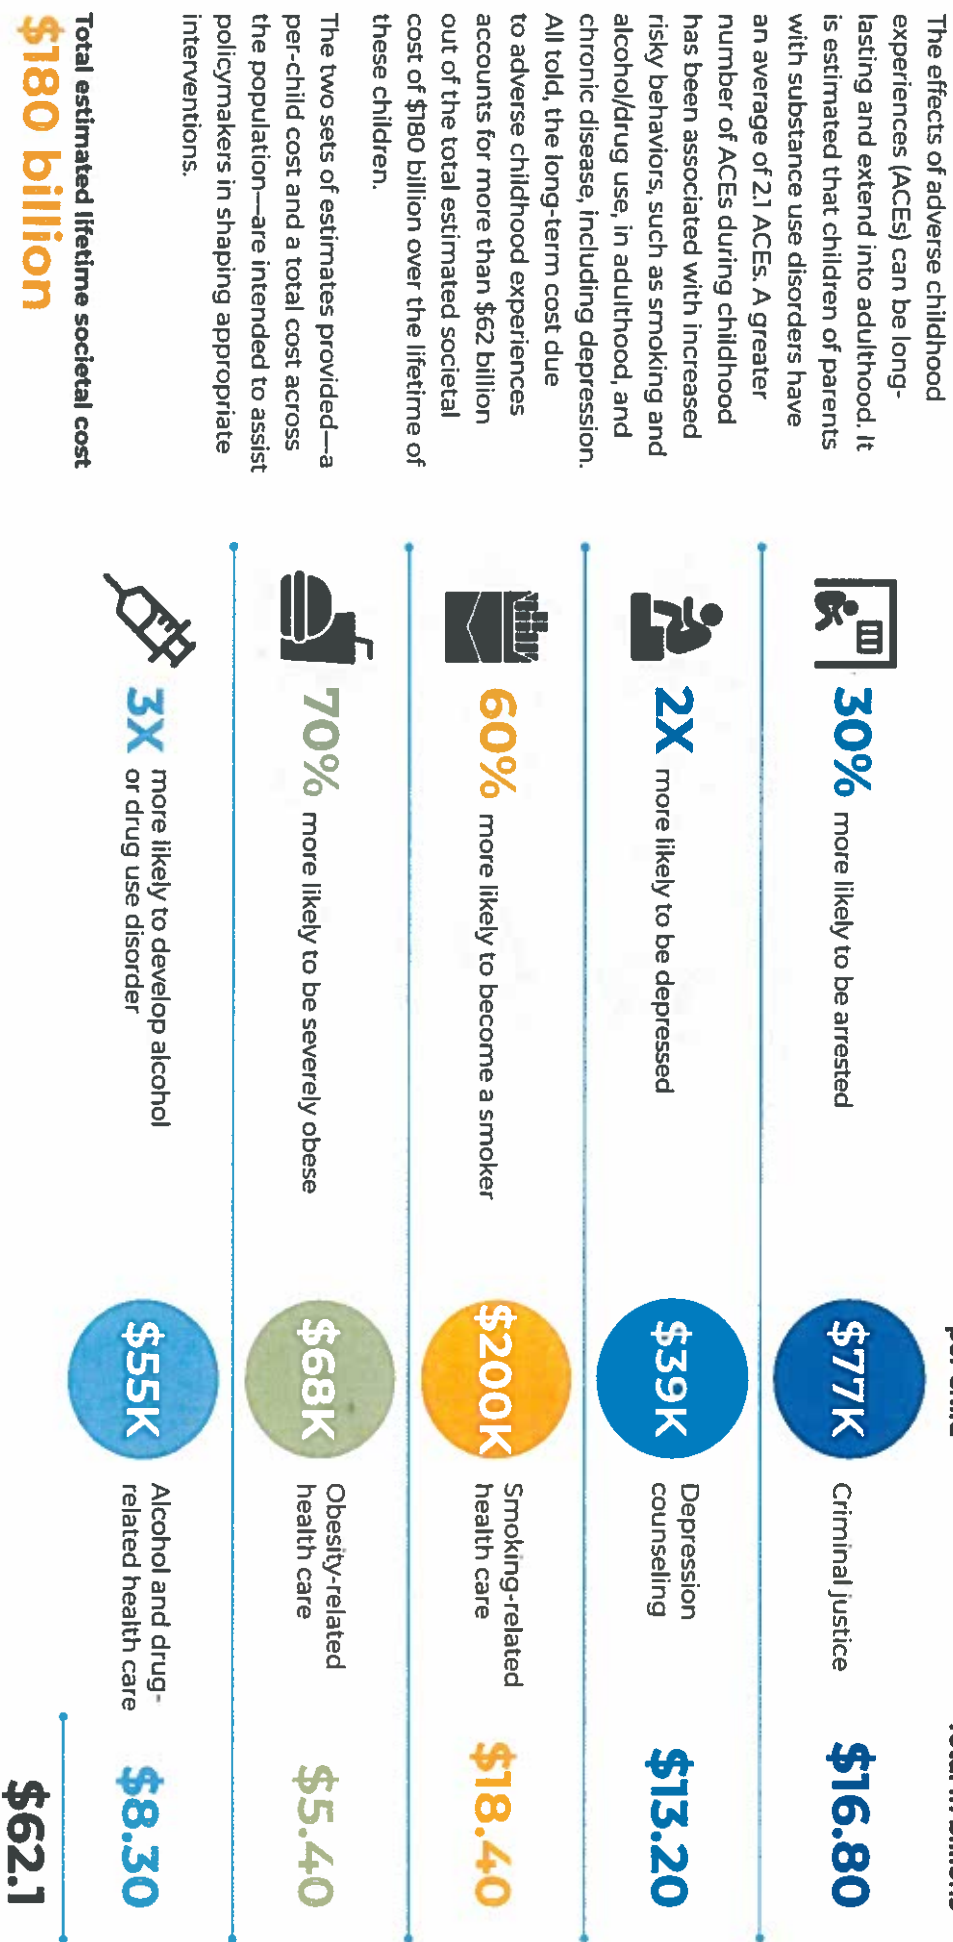 The effects of adverse childhood
experiences (ACEs) can be long-
lasting and extend into adulthood. It
is estimated that children of parents
with substance use disorders have
an average of 2.1 ACEs. A greater
number of ACEs during childhood
has been associated with increased
risky behaviors, such as smoking and
alcohol/drug use, in adulthood, and
chronic disease, including depression.
All told, the long-term cost due
to adverse childhood experiences
accounts for more than $62 billion
out of the total estimated societal
cost of $180 billion over the lifetime of
these children.
The two sets of estimates provided—a
per-child cost and a total cost across
the population—are intended to assist
policymakers in shaping appropriate
interventions.
Total estimated lifetime societal cost
$180 billion
30% more likely to be arrested
$77K
Criminal justice
$16.80
2X more likely to be depressed
$39K
Depression
counseling
$13.20
60% more likely to become a smoker
$200K
Smoking-related
health care
$18.40
70% more likely to be severely obese
$68K
Obesity-related
health care
$5.40
3X more likely to develop alcohol
or drug use disorder
$55K
Alcohol and drug-
related health care
$8.30
$62.1